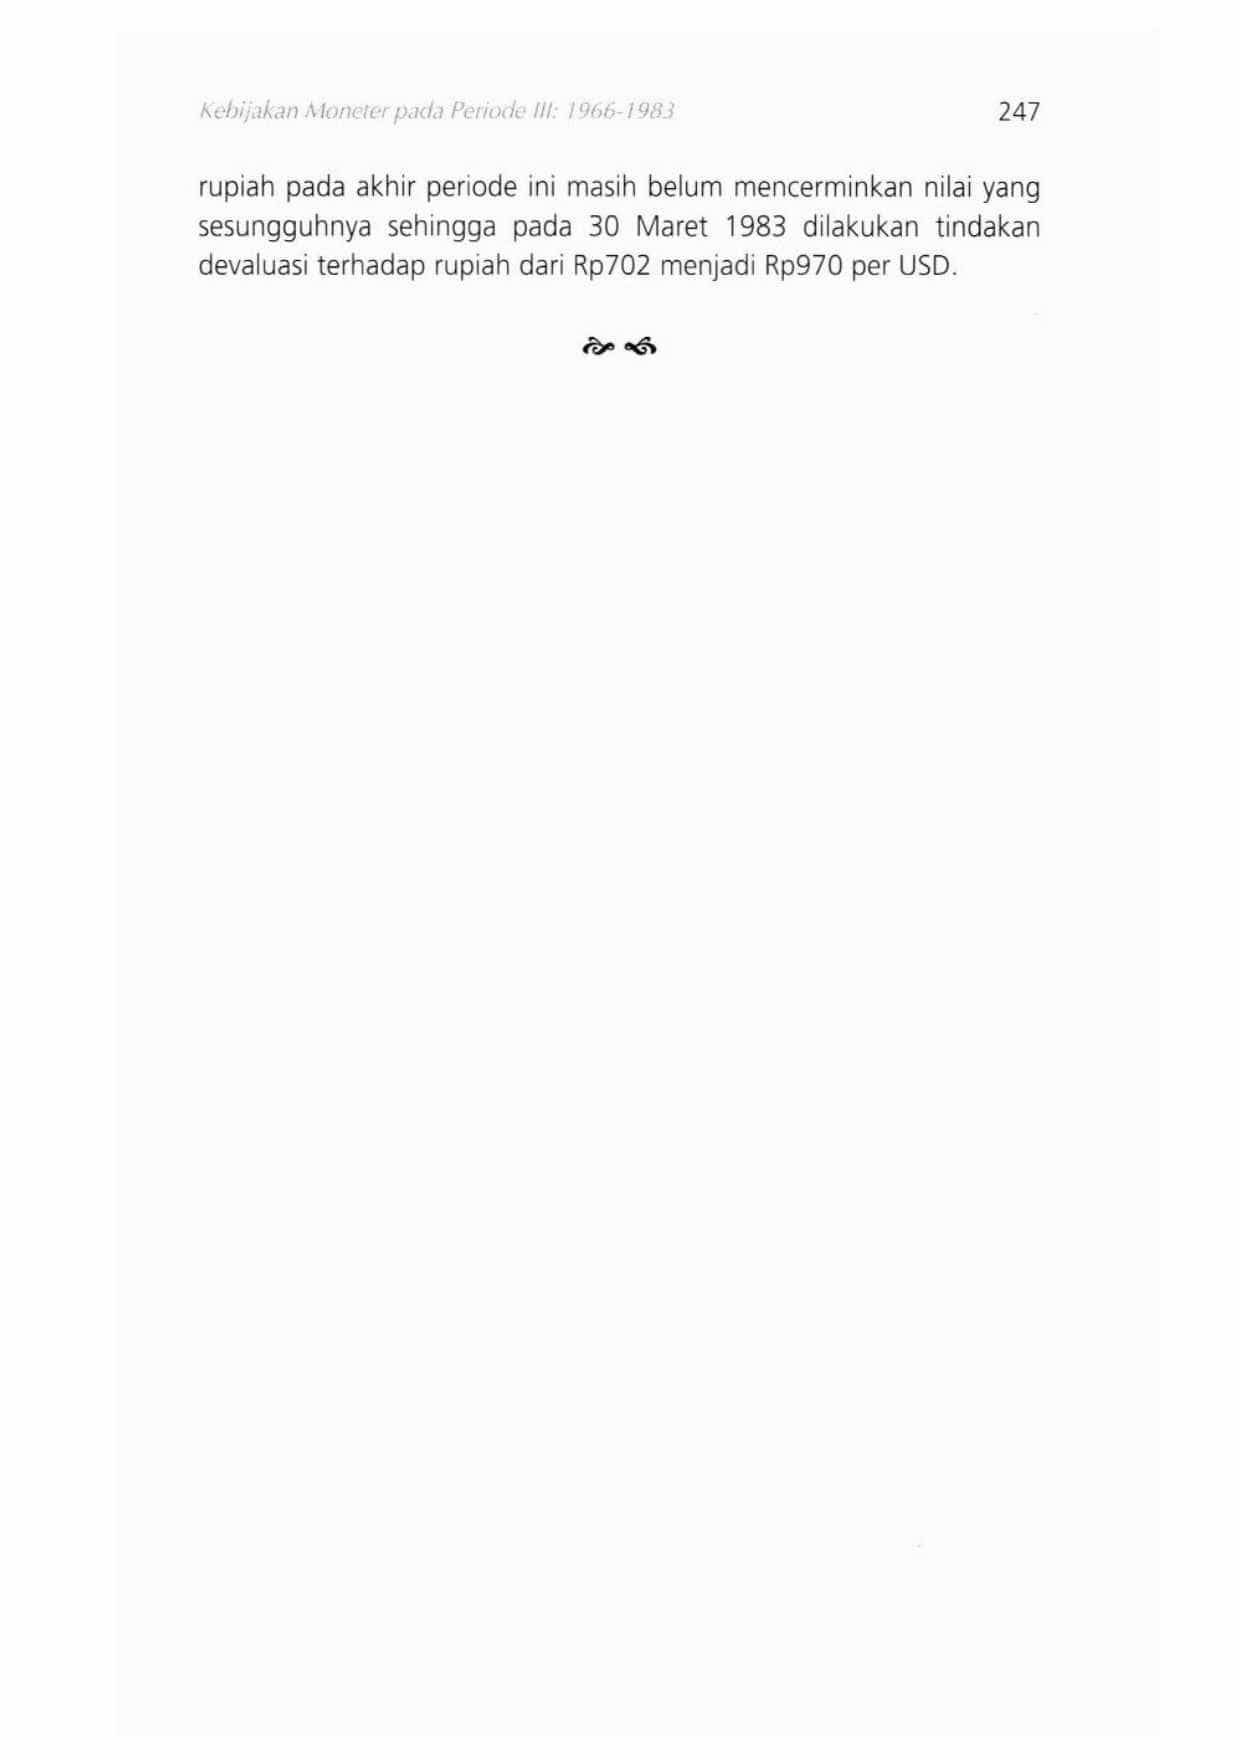 Kebijakan Moneter pada Periode III: 1966-1983 247
rupiah pada akhir periode ini masih belum mencerminkan nilai yang
sesungguhnya sehingga pada 30 Maret 1983 dilakukan tindakan
devaluasi terhadap rupiah dari Rp702 menjadi Rp970 per USD.